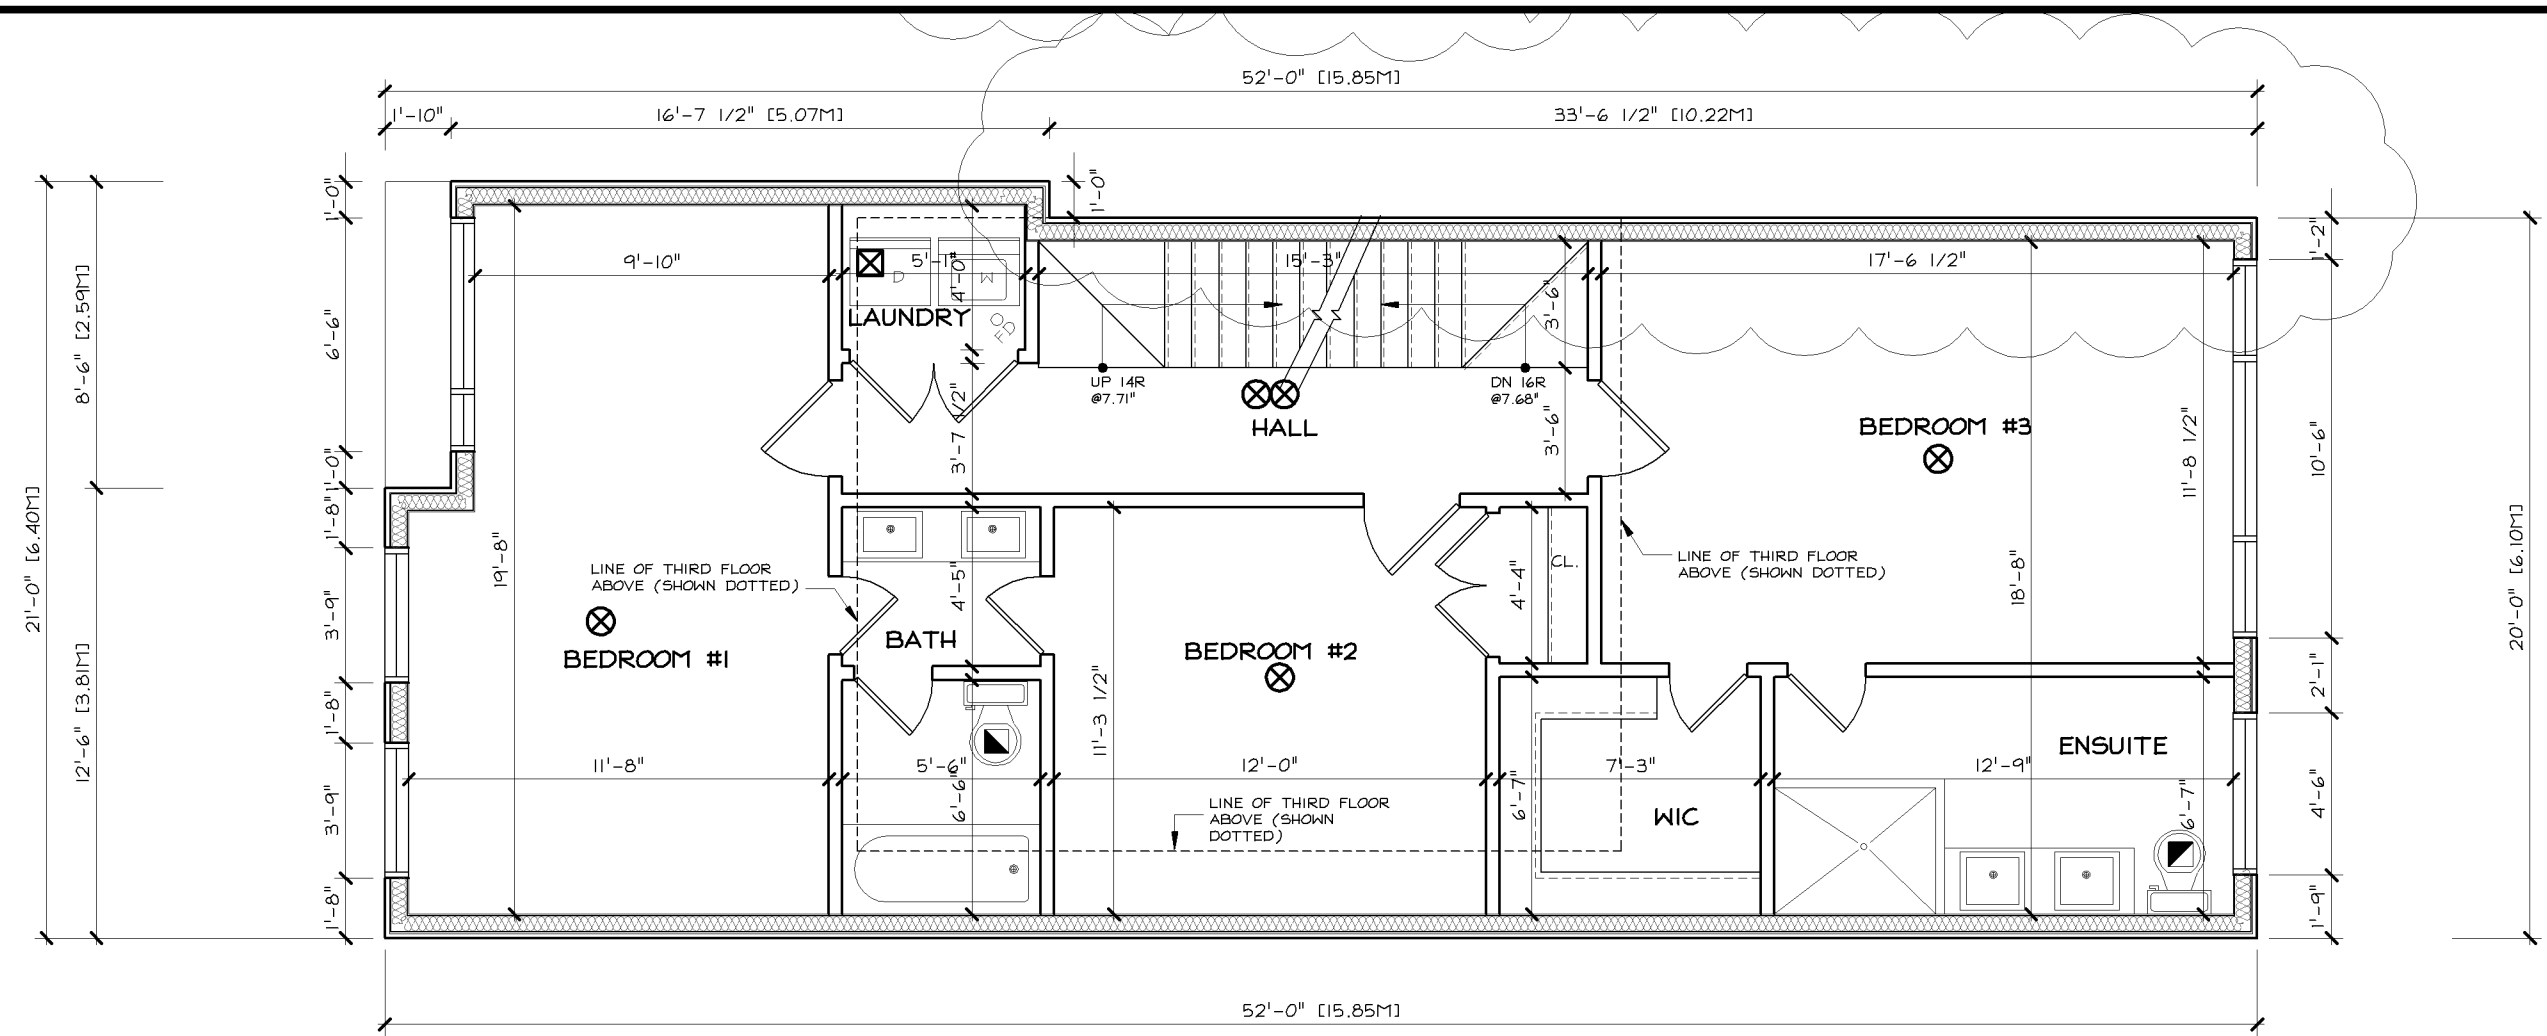 52'-0" [15.85M]
1'-10"
16'-7 1/2" [5.07M]
33'-6 1/2" [10.22M]
1'-0"
1'-0"
1'-2"
9'-10"
5'-1"
4'-0"
15'-3"
3'-6"
17'-6 1/2"
D
W
LAUNDRY
FD
8'-6" [2.59M]
6'-6"
UP 14R
@7.71"
DN 16R
@7.68"
HALL
3'-7 1/2"
3'-6"
BEDROOM #3
11'-8 1/2"
10'-6"
1'-0"
1'-8"
21'-0" [6.40M]
19'-8"
LINE OF THIRD FLOOR
ABOVE (SHOWN DOTTED)
4'-5"
4'-4"
CL.
LINE OF THIRD FLOOR
ABOVE (SHOWN DOTTED)
18'-8"
20'-0" [6.10M]
3'-9"
BATH
BEDROOM #1
BEDROOM #2
12'-6" [3.81M]
1'-8"
11'-3 1/2"
2'-1"
ENSUITE
11'-8"
5'-6"
12'-0"
7'-3"
12'-9"
3'-9"
6'-6"
LINE OF THIRD FLOOR
ABOVE (SHOWN
DOTTED)
6'-7"
WIC
6'-7"
4'-6"
1'-8"
1'-9"
52'-0" [15.85M]